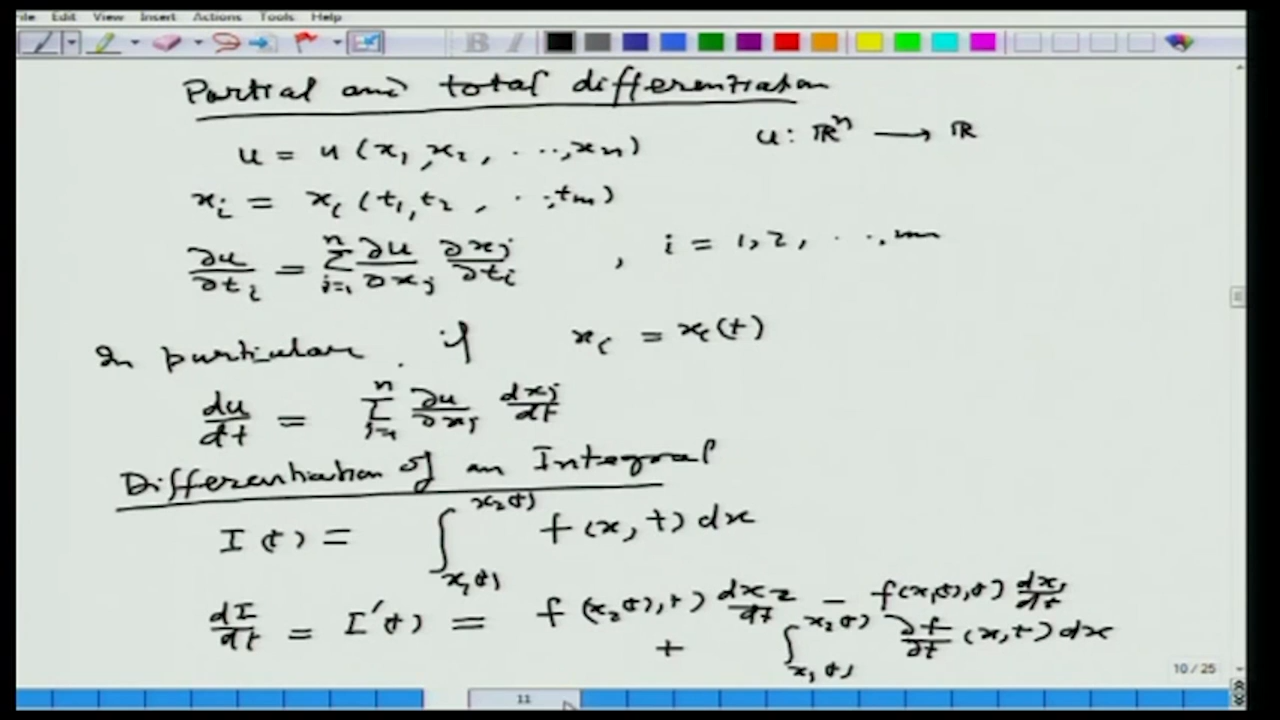 File Edit View Insert Actions Tools Help
B I
Partial and total differentiation
u = u(x₁, x₂, ..., xₙ)    u: ℝⁿ ⟶ ℝ
xᵢ = xᵢ(t₁, t₂, ..., tₘ)
∂u/∂tᵢ = Σⁿⱼ₌₁ ∂u/∂xⱼ ∂xⱼ/∂tᵢ , i = 1, 2, ..., m
In particular, if xᵢ = xᵢ(t)
du/dt = Σⁿⱼ₌₁ ∂u/∂xⱼ dxⱼ/dt
Differentiation of an Integral
I(t) = ∫_{x₁(t)}^{x₂(t)} f(x, t) dx
dI/dt = I'(t) = f(x₂(t), t) dx₂/dt − f(x₁(t), t) dx₁/dt
+ ∫_{x₁(t)}^{x₂(t)} ∂f/∂t (x, t) dx
10 / 25
11